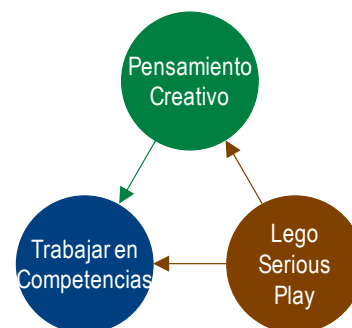 Pensamiento
Creativo
Trabajar en
Competencias
Lego
Serious
Play